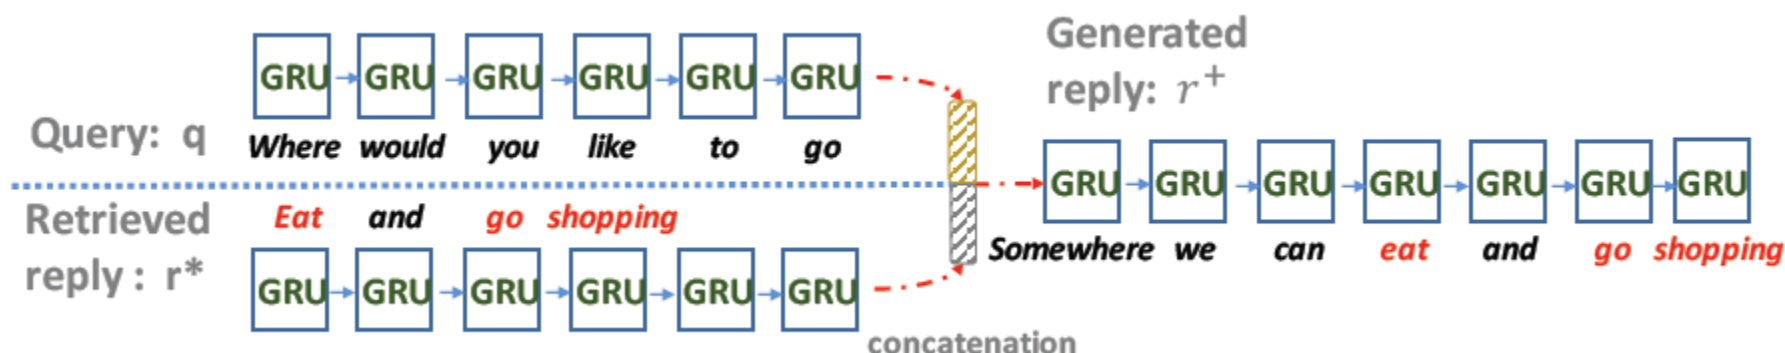 GRU GRU GRU GRU GRU GRU
Query: q
Where would you like to go
Retrieved
reply : r*
Eat and go shopping
GRU GRU GRU GRU GRU GRU
concatenation
Generated
reply: r⁺
GRU GRU GRU GRU GRU GRU GRU
Somewhere we can eat and go shopping